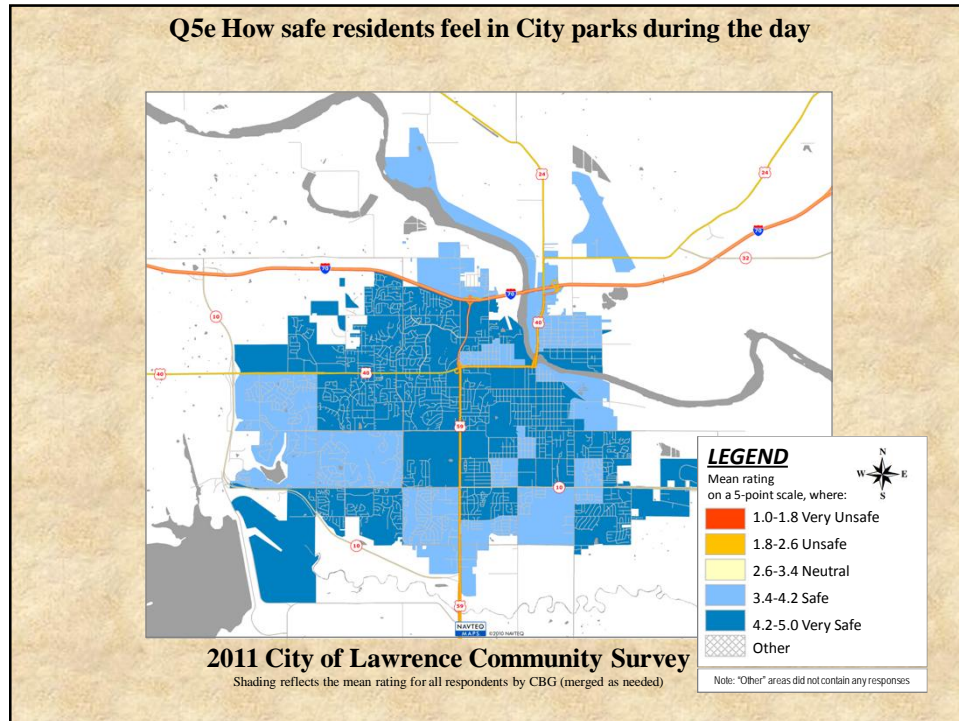 Q5e How safe residents feel in City parks during the day
24
24
70
32
70
70
10
40
40
40
59
10
10
59
NAVTEQ
MAPS
©2010 NAVTEQ
LEGEND
Mean rating
on a 5-point scale, where:
N
W E
S
1.0-1.8 Very Unsafe
1.8-2.6 Unsafe
2.6-3.4 Neutral
3.4-4.2 Safe
4.2-5.0 Very Safe
Other
2011 City of Lawrence Community Survey
Shading reflects the mean rating for all respondents by CBG (merged as needed)
Note: "Other" areas did not contain any responses